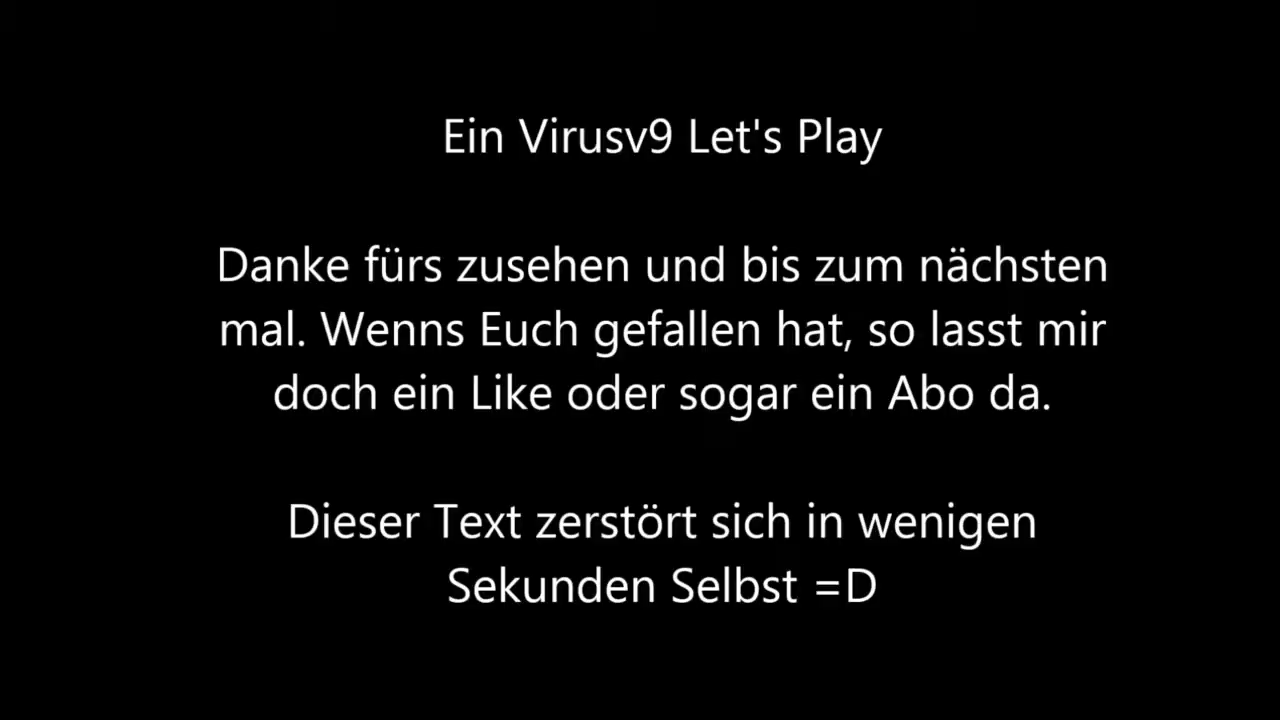 Ein Virusv9 Let's Play
Danke fürs zusehen und bis zum nächsten
mal. Wenns Euch gefallen hat, so lasst mir
doch ein Like oder sogar ein Abo da.
Dieser Text zerstört sich in wenigen
Sekunden Selbst =D